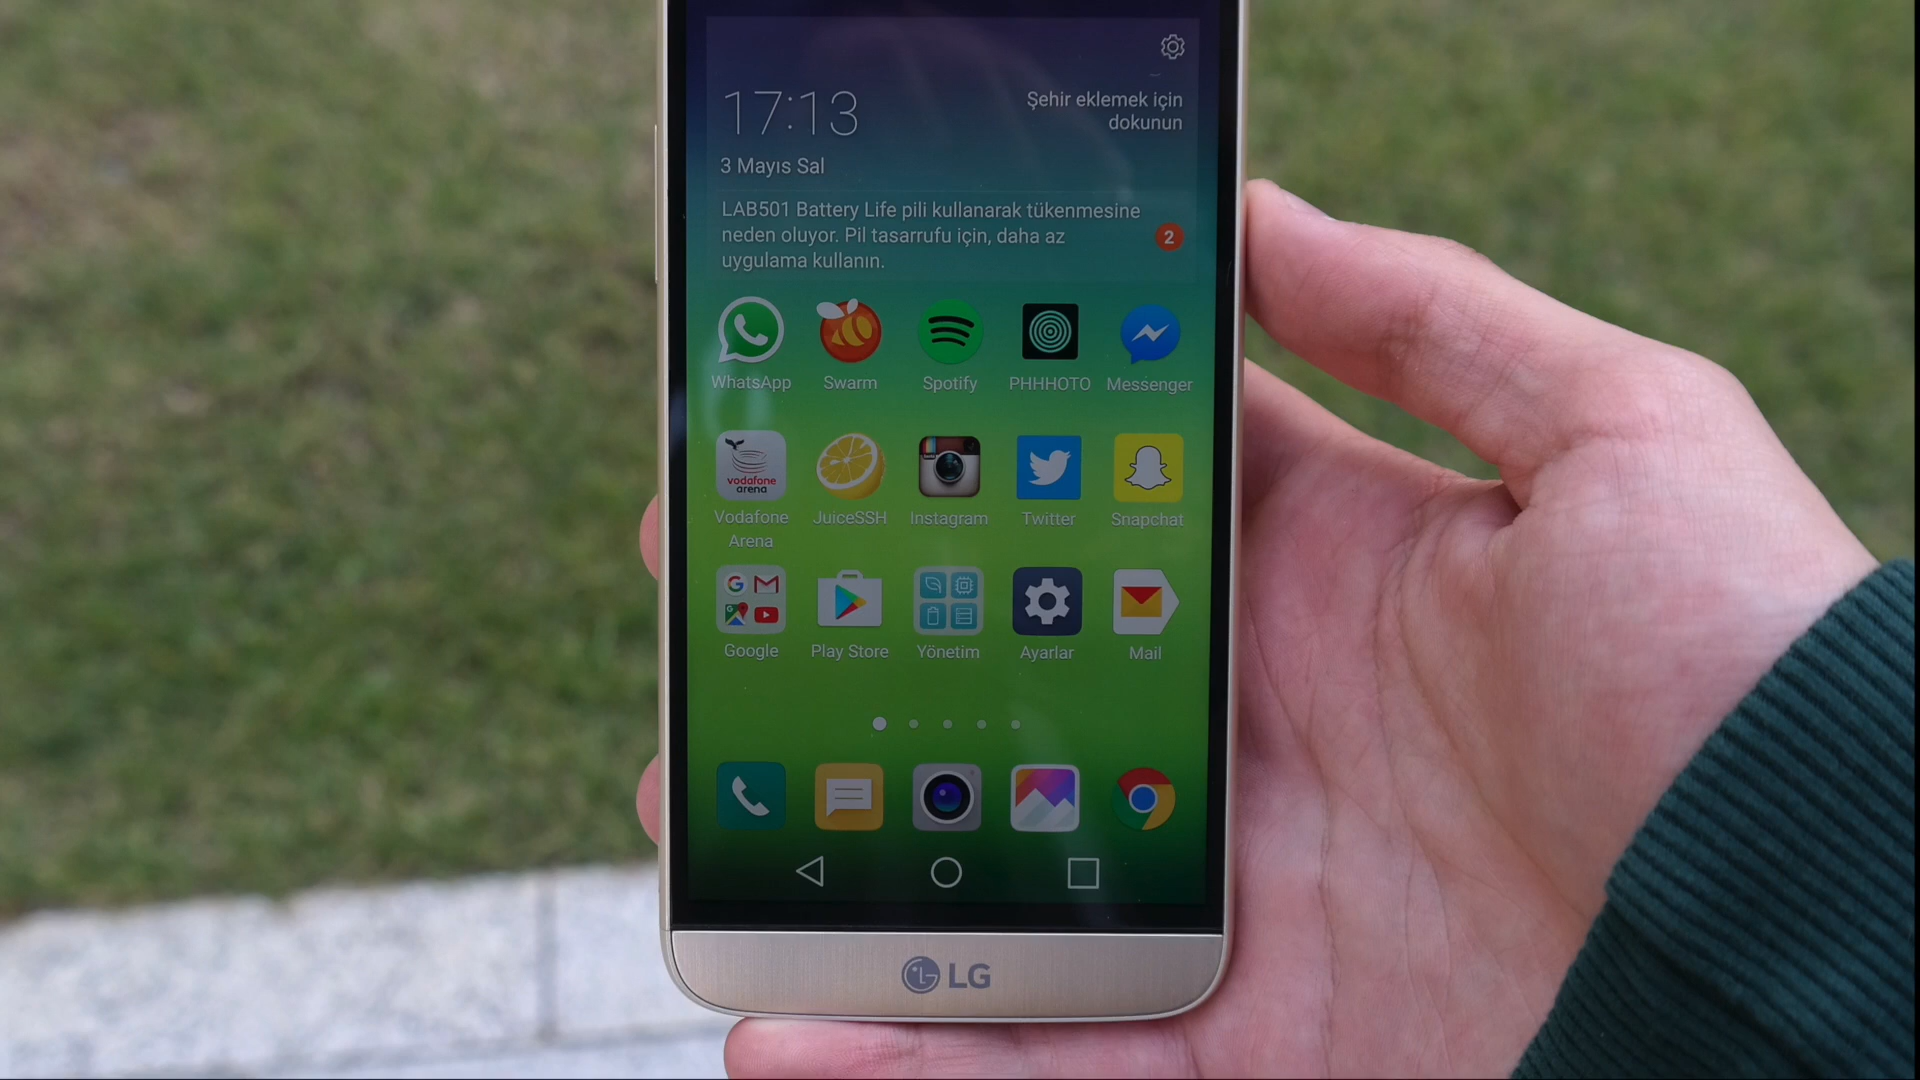 17:13
Şehir eklemek için
dokunun
3 Mayıs Sal
LAB501 Battery Life pili kullanarak tükenmesine
neden oluyor. Pil tasarrufu için, daha az
uygulama kullanın.
2
WhatsApp
Swarm
Spotify
PHHHOTO
Messenger
vodafone
arena
Vodafone
Arena
JuiceSSH
Instagram
Twitter
Snapchat
Google
Play Store
Yönetim
Ayarlar
Mail
LG